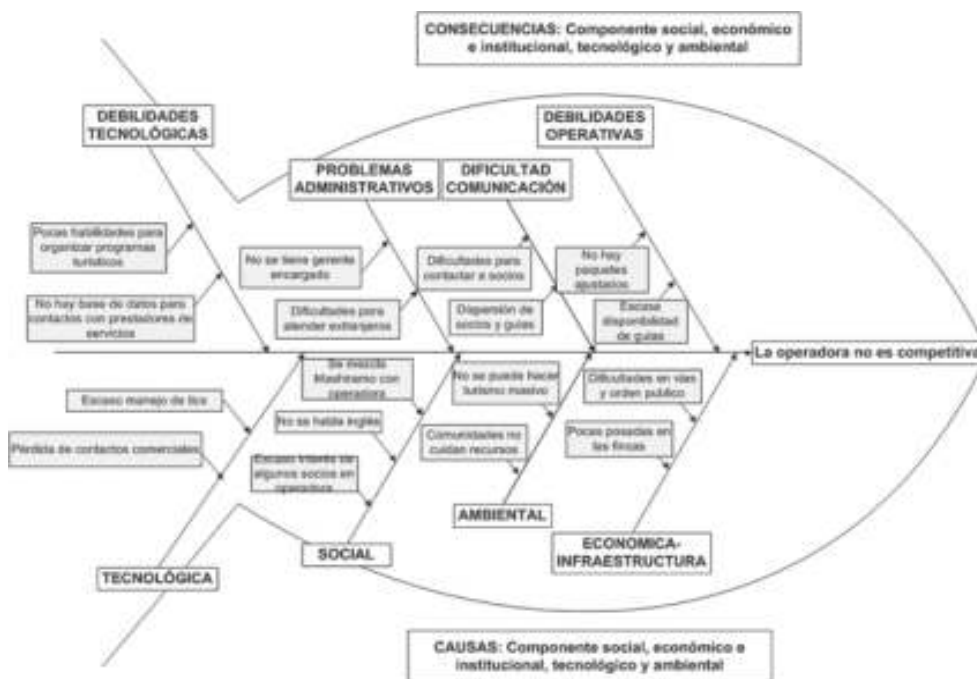 CONSECUENCIAS: Componente social, económico
e institucional, tecnológico y ambiental
DEBILIDADES
TECNOLÓGICAS
DEBILIDADES
OPERATIVAS
PROBLEMAS
ADMINISTRATIVOS
DIFICULTAD
COMUNICACIÓN
Pocas habilidades para
organizar programas
turísticos
No se tiene gerente
encargado
Dificultades para
contactar a socios
No hay
paquetes
ajustados
No hay base de datos para
contactos con prestadores de
servicios
Dificultades para
atender extranjeros
Dispersión de
socios y guías
Escasa
disponibilidad
de guías
La operadora no es competitiva
Se mezcla
Mashiramo con
operadora
No se puede hacer
turismo masivo
Dificultades en vías
y orden público
Escaso manejo de tics
No se habla inglés
Pérdida de contactos comerciales
Comunidades no
cuidan recursos
Pocas posadas en
las fincas
Escaso interés de
algunos socios en
operadora
AMBIENTAL
SOCIAL
ECONOMICA-
INFRAESTRUCTURA
TECNOLÓGICA
CAUSAS: Componente social, económico e
institucional, tecnológico y ambiental